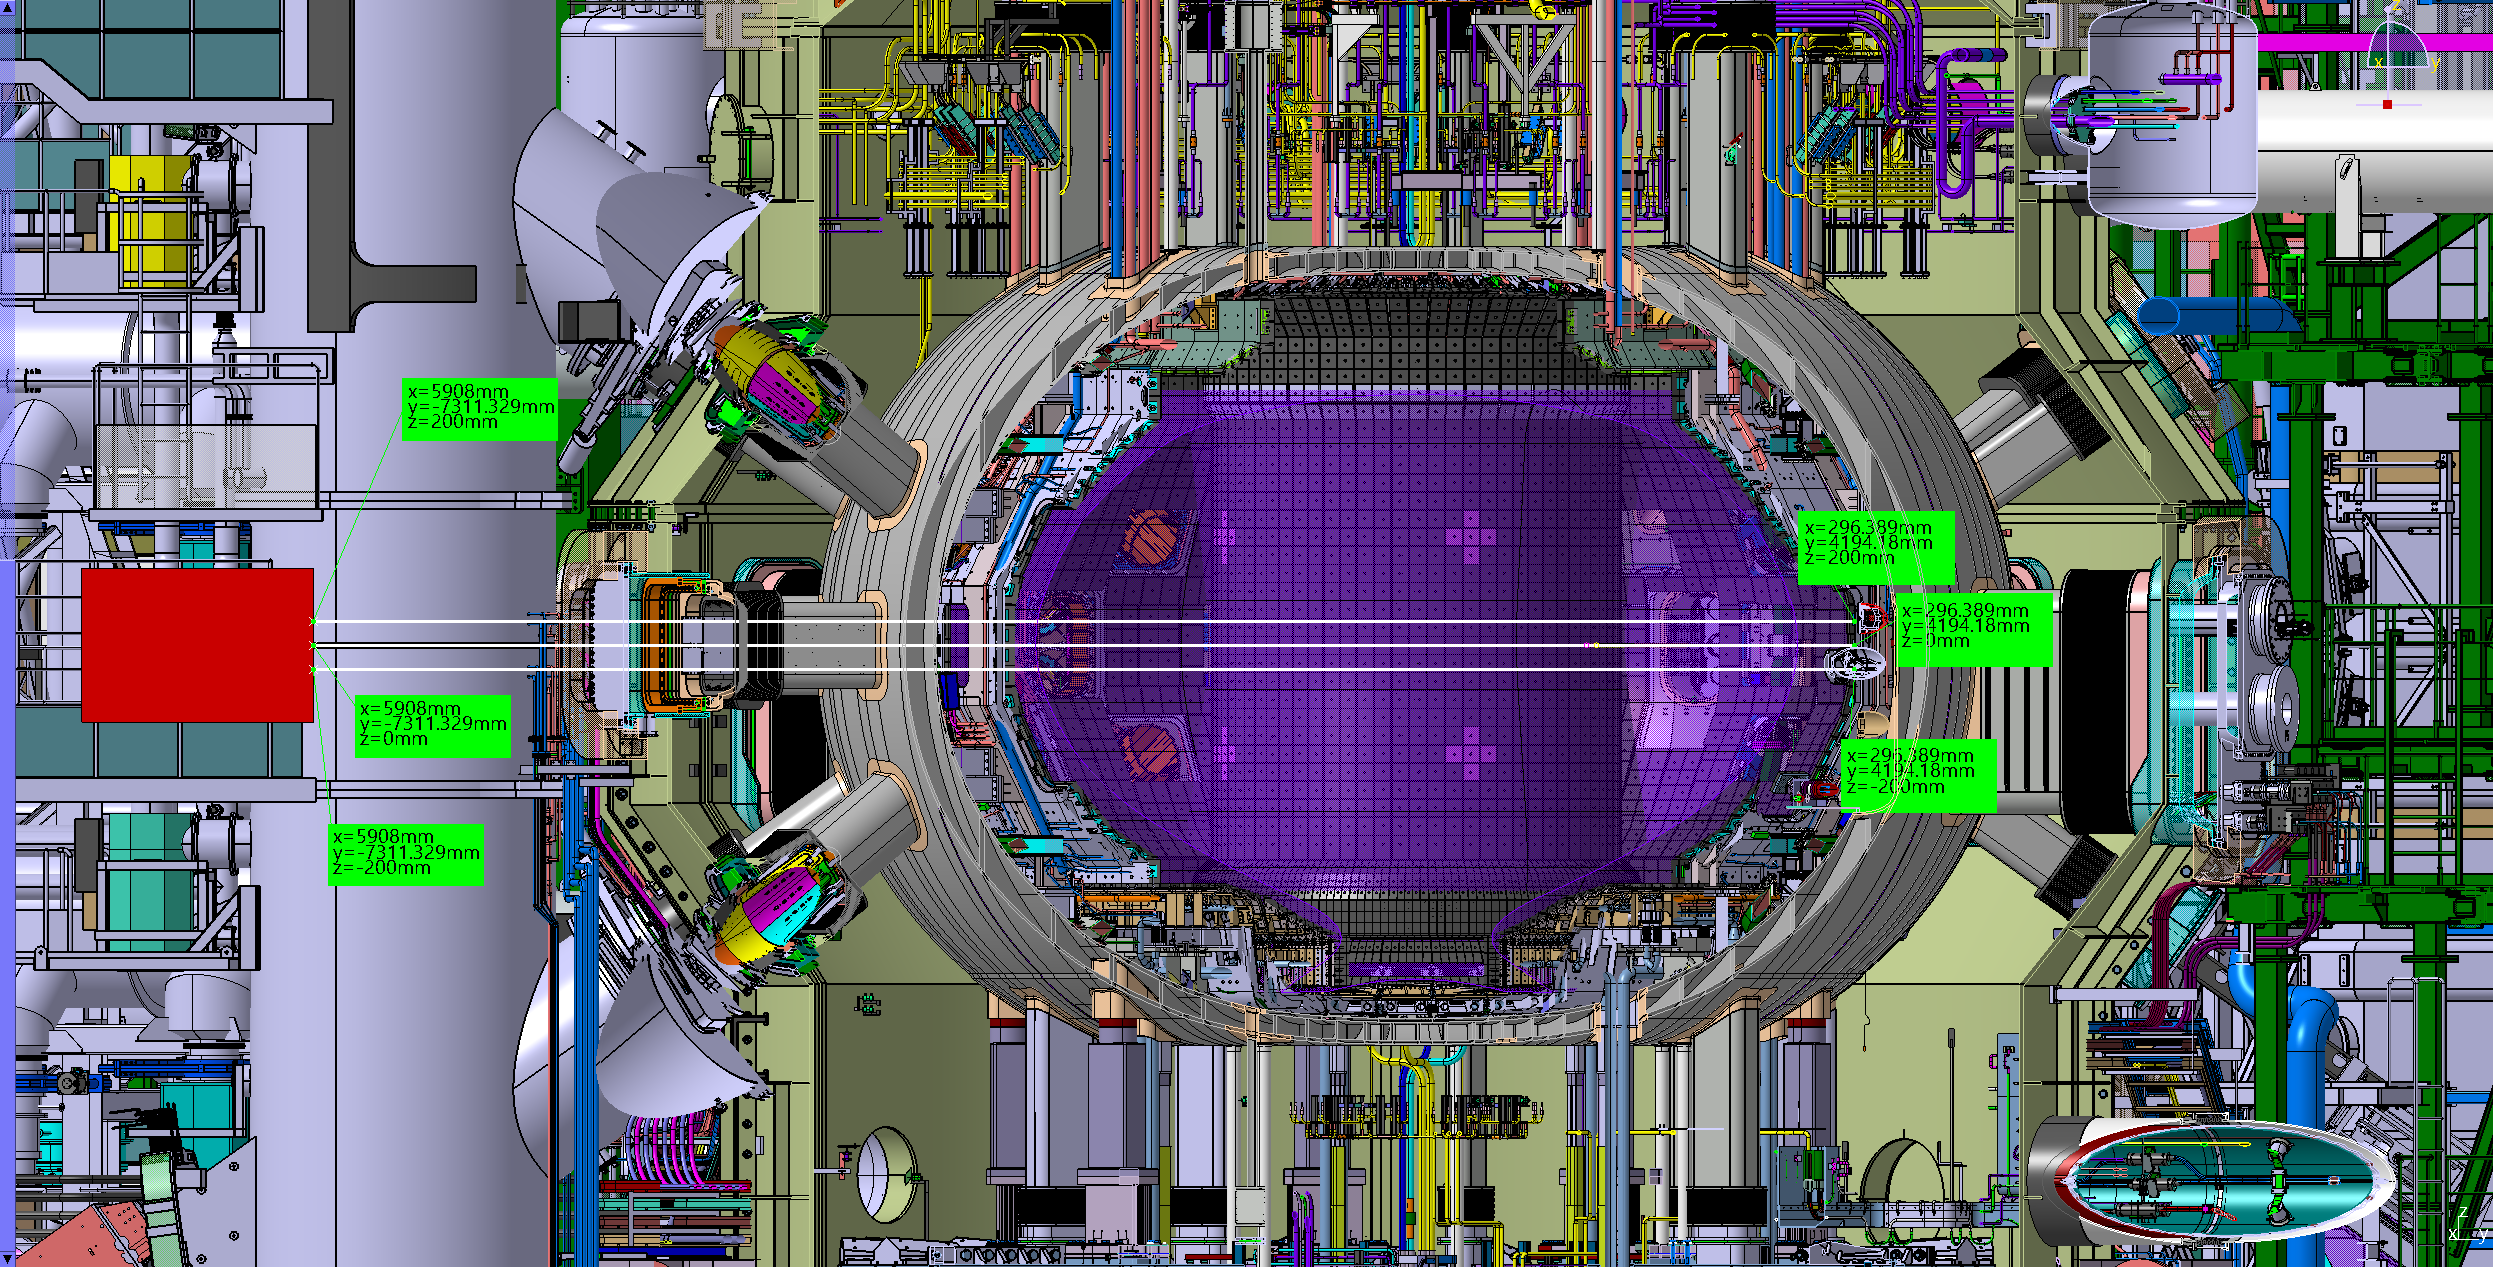 x
y
x=5908mm
y=-7311.329mm
z=200mm
x=296.389mm
y=4194.18mm
z=200mm
x=296.389mm
y=4194.18mm
z=0mm
x=5908mm
y=-7311.329mm
z=0mm
x=296.389mm
y=4194.18mm
z=-200mm
x=5908mm
y=-7311.329mm
z=-200mm
z
x
y